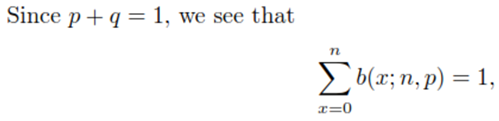 Since p + q = 1, we see that
n
∑ b(x; n, p) = 1,
x=0